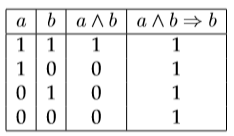 a b a ∧ b a ∧ b ⇒ b
1 1 1 1
1 0 0 1
0 1 0 1
0 0 0 1